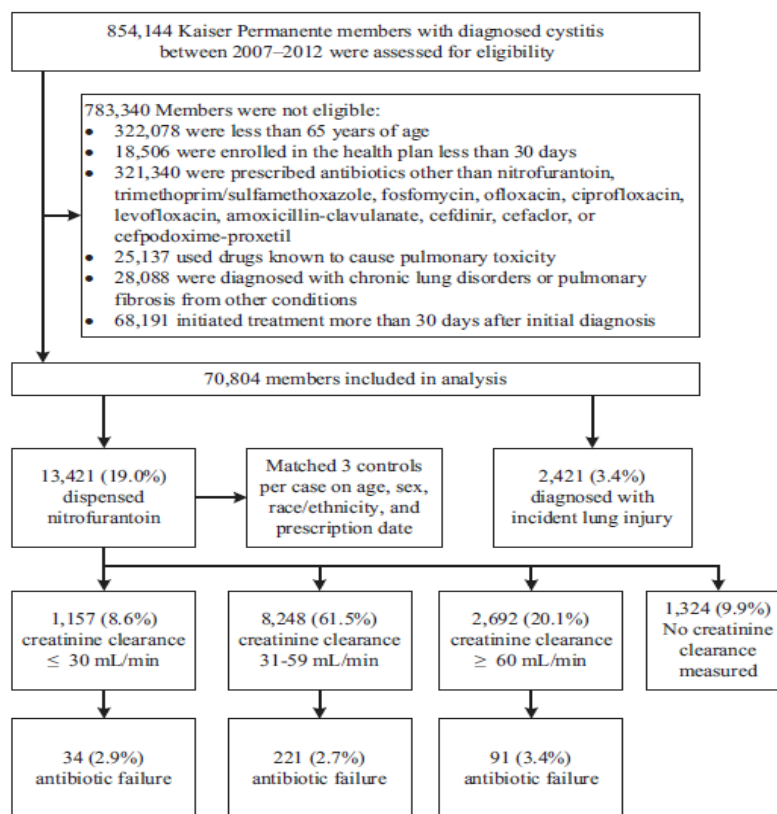 854,144 Kaiser Permanente members with diagnosed cystitis
between 2007–2012 were assessed for eligibility
783,340 Members were not eligible:
• 322,078 were less than 65 years of age
• 18,506 were enrolled in the health plan less than 30 days
• 321,340 were prescribed antibiotics other than nitrofurantoin,
trimethoprim/sulfamethoxazole, fosfomycin, ofloxacin, ciprofloxacin,
levofloxacin, amoxicillin-clavulanate, cefdinir, cefaclor, or
cefpodoxime-proxetil
• 25,137 used drugs known to cause pulmonary toxicity
• 28,088 were diagnosed with chronic lung disorders or pulmonary
fibrosis from other conditions
• 68,191 initiated treatment more than 30 days after initial diagnosis
70,804 members included in analysis
13,421 (19.0%)
dispensed
nitrofurantoin
Matched 3 controls
per case on age, sex,
race/ethnicity, and
prescription date
2,421 (3.4%)
diagnosed with
incident lung injury
1,157 (8.6%)
creatinine clearance
≤ 30 mL/min
8,248 (61.5%)
creatinine clearance
31-59 mL/min
2,692 (20.1%)
creatinine clearance
≥ 60 mL/min
1,324 (9.9%)
No creatinine
clearance
measured
34 (2.9%)
antibiotic failure
221 (2.7%)
antibiotic failure
91 (3.4%)
antibiotic failure